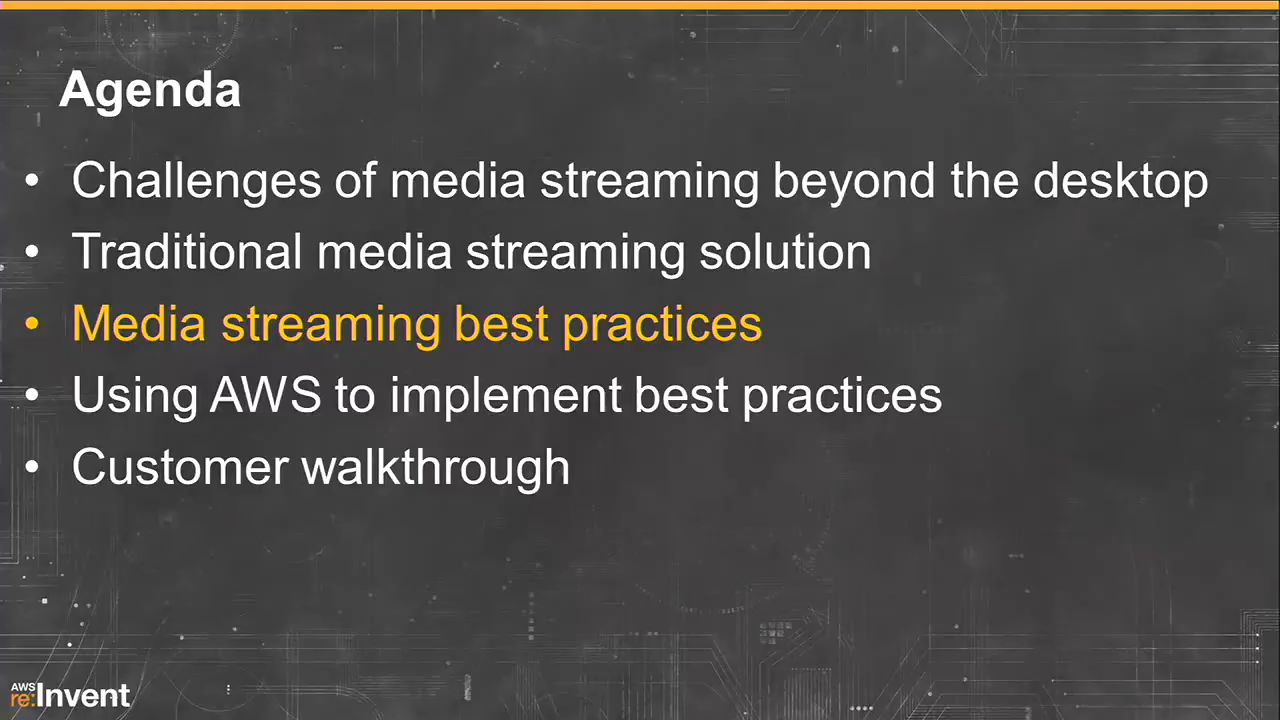 Agenda
• Challenges of media streaming beyond the desktop
• Traditional media streaming solution
• Media streaming best practices
• Using AWS to implement best practices
• Customer walkthrough
AWS
re:Invent